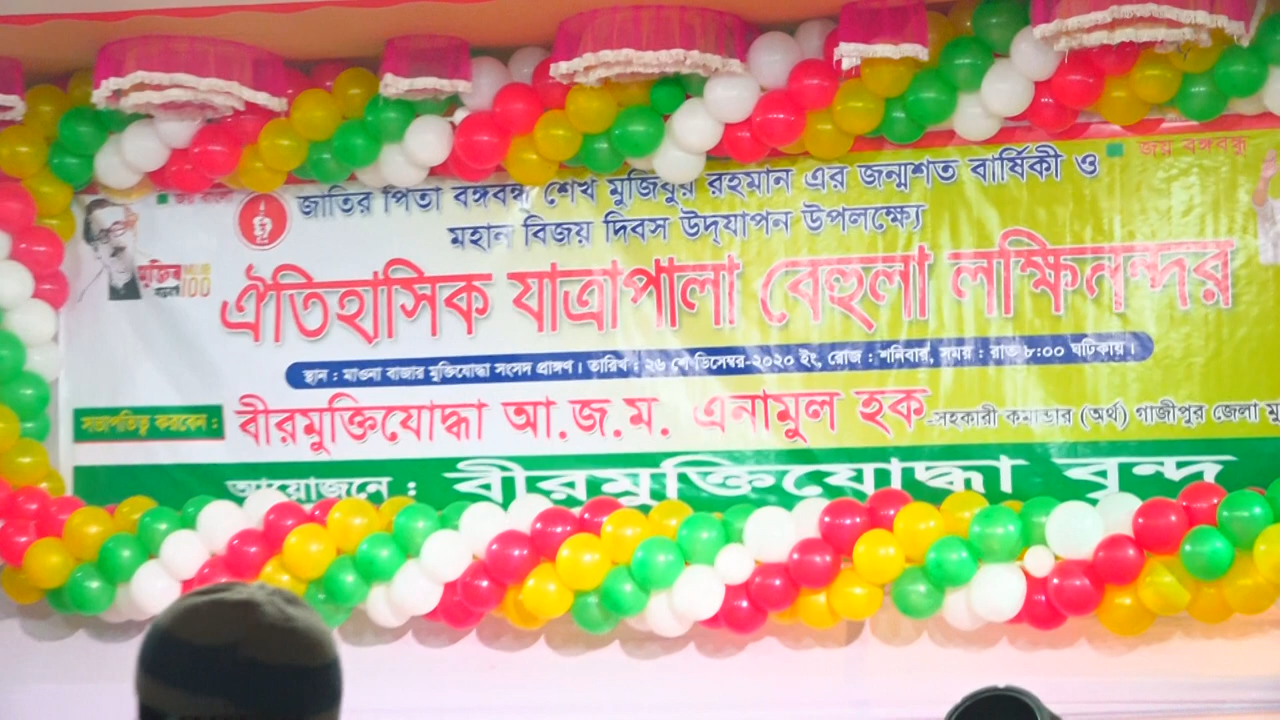 জয় বাংলা
জয় বঙ্গবন্ধু
জাতির পিতা বঙ্গবন্ধু শেখ মুজিবুর রহমান এর জন্মশত বার্ষিকী ও
মহান বিজয় দিবস উদ্‌যাপন উপলক্ষ্যে
মুজিব 100
ঐতিহাসিক যাত্রাপালা বেহুলা লক্ষিনন্দর
স্থান : মাওনা বাজার মুক্তিযোদ্ধা সংসদ প্রাঙ্গণ। তারিখ : ২৬ শে ডিসেম্বর-২০২০ ইং, রোজ : শনিবার, সময় : রাত ৮:০০ ঘটিকায়।
সভাপতিত্ব করবেন : বীরমুক্তিযোদ্ধা আ.জ.ম. এনামুল হক -সহকারী কমান্ডার (অর্থ) গাজীপুর জেলা মু
আয়োজনে : বীরমুক্তিযোদ্ধা বৃন্দ